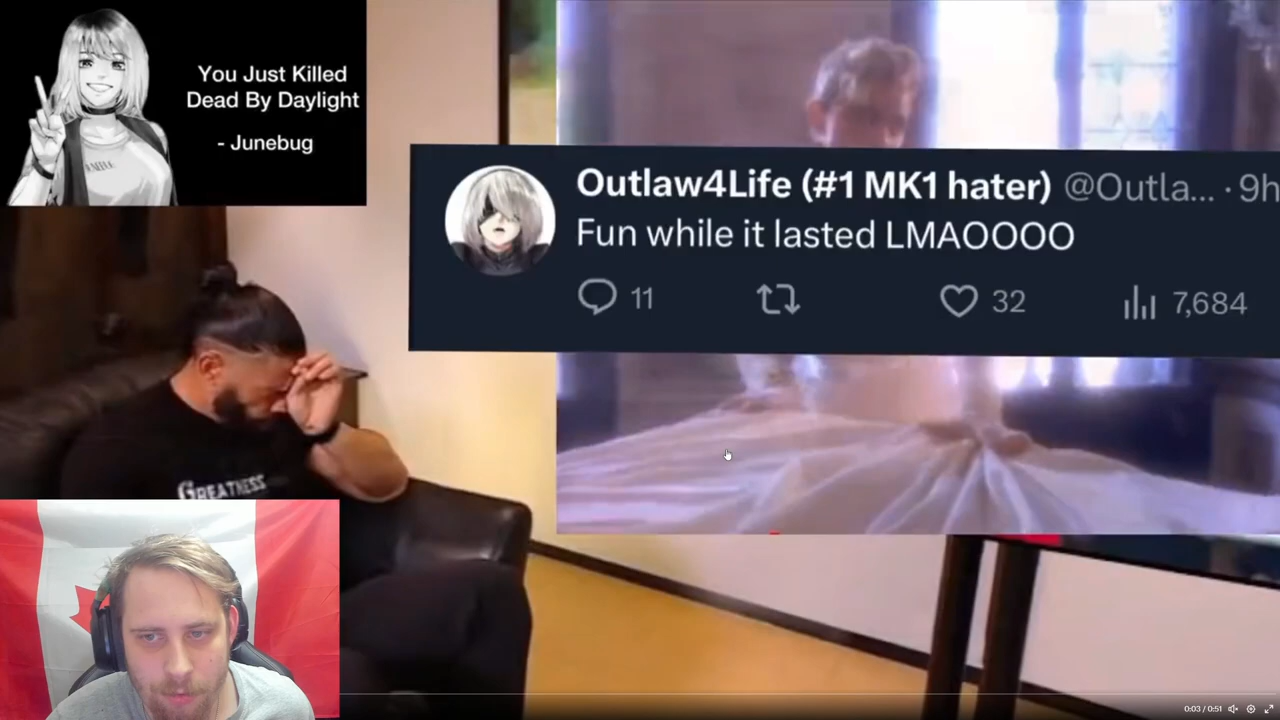 You Just Killed
Dead By Daylight
- Junebug
Outlaw4Life (#1 MK1 hater) @Outla... · 9h
Fun while it lasted LMAOOOO
11 32 7,684
GREATNESS
0:03 / 0:51